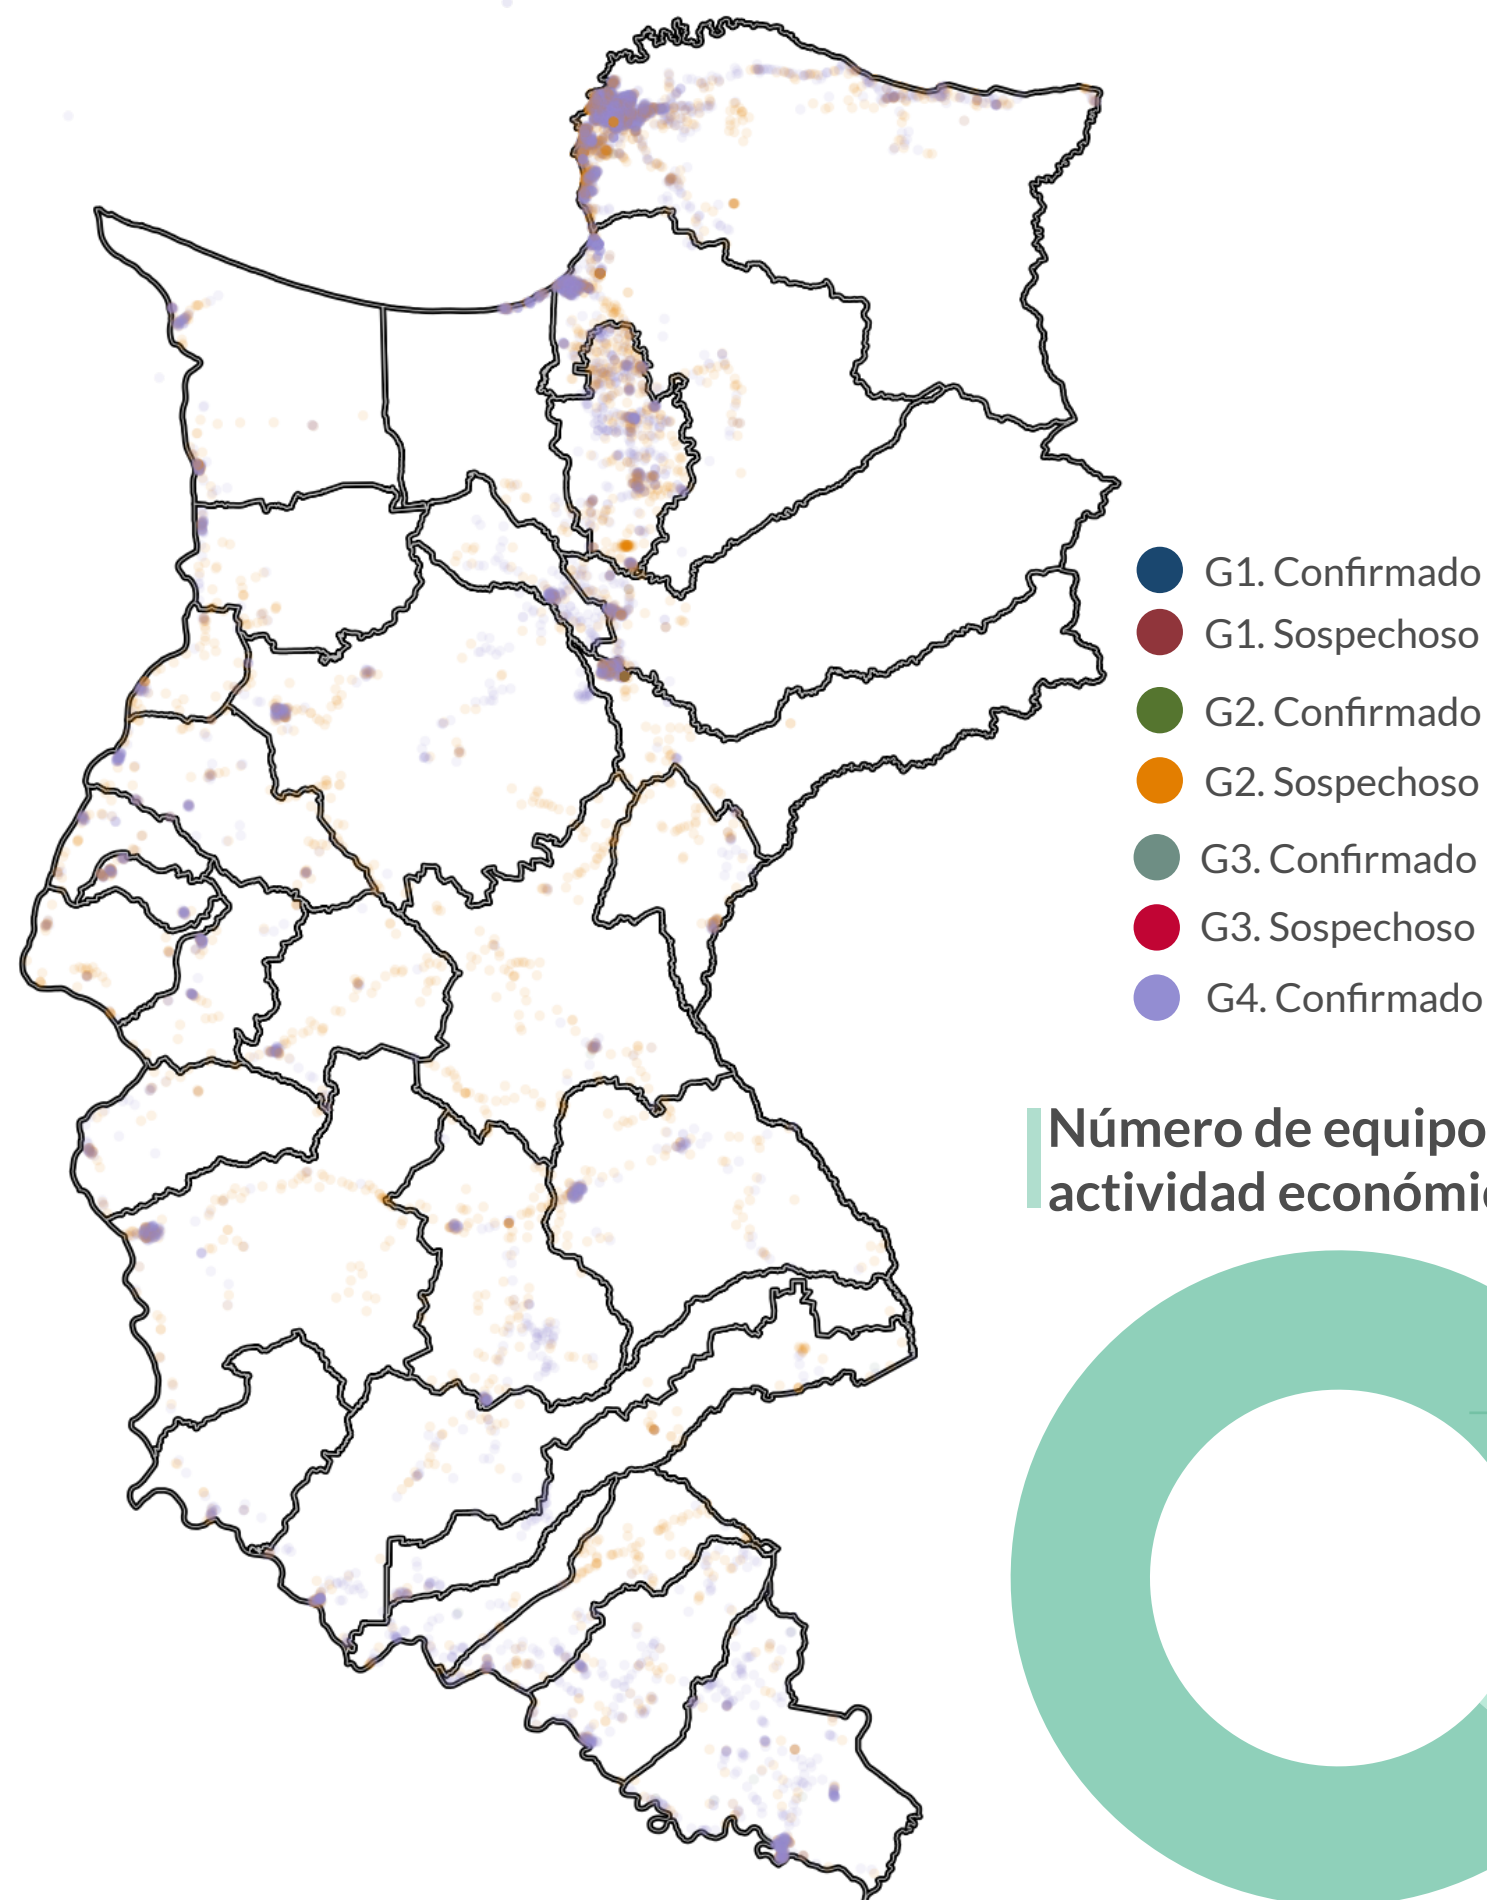 G1. Confirmado
G1. Sospechoso
G2. Confirmado
G2. Sospechoso
G3. Confirmado
G3. Sospechoso
G4. Confirmado
Número de equipo
actividad económi